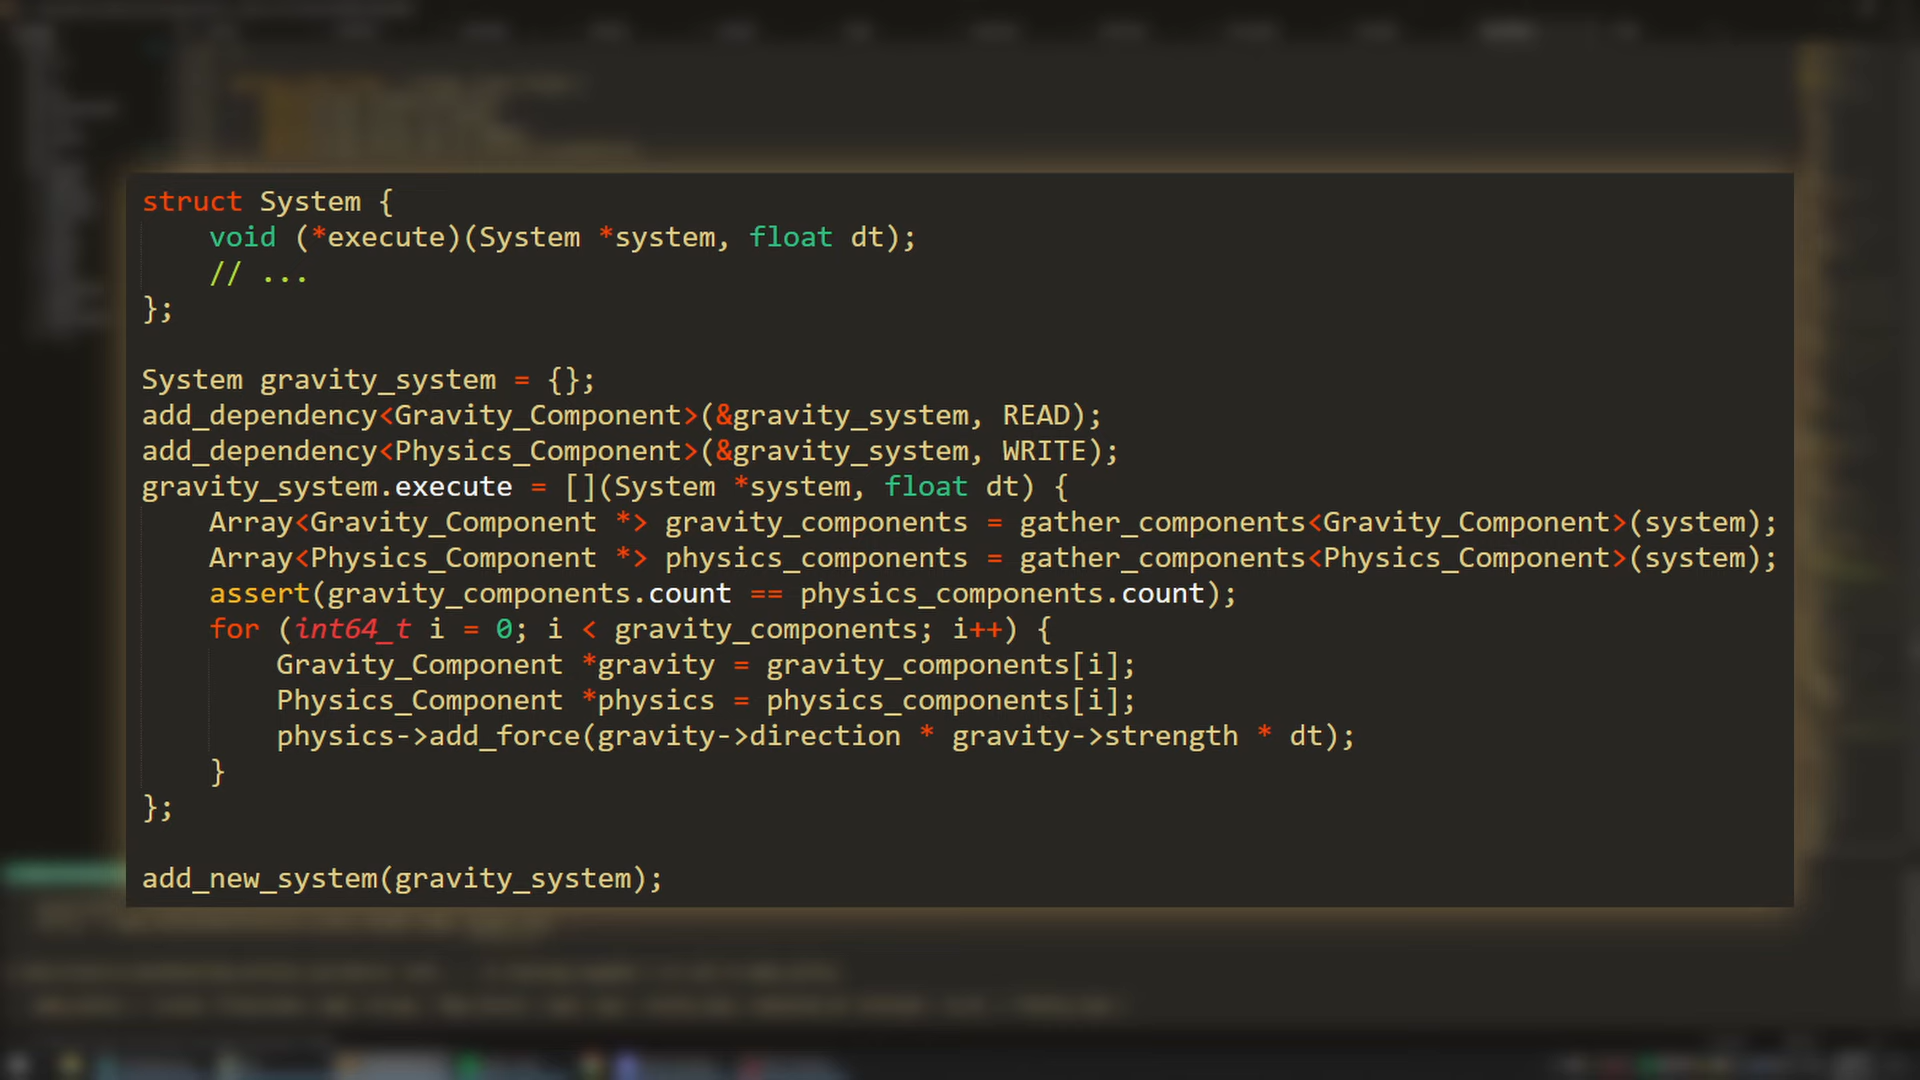 struct System {
    void (*execute)(System *system, float dt);
    // ...
};

System gravity_system = {};
add_dependency<Gravity_Component>(&gravity_system, READ);
add_dependency<Physics_Component>(&gravity_system, WRITE);
gravity_system.execute = [](System *system, float dt) {
    Array<Gravity_Component *> gravity_components = gather_components<Gravity_Component>(system);
    Array<Physics_Component *> physics_components = gather_components<Physics_Component>(system);
    assert(gravity_components.count == physics_components.count);
    for (int64_t i = 0; i < gravity_components; i++) {
        Gravity_Component *gravity = gravity_components[i];
        Physics_Component *physics = physics_components[i];
        physics->add_force(gravity->direction * gravity->strength * dt);
    }
};

add_new_system(gravity_system);